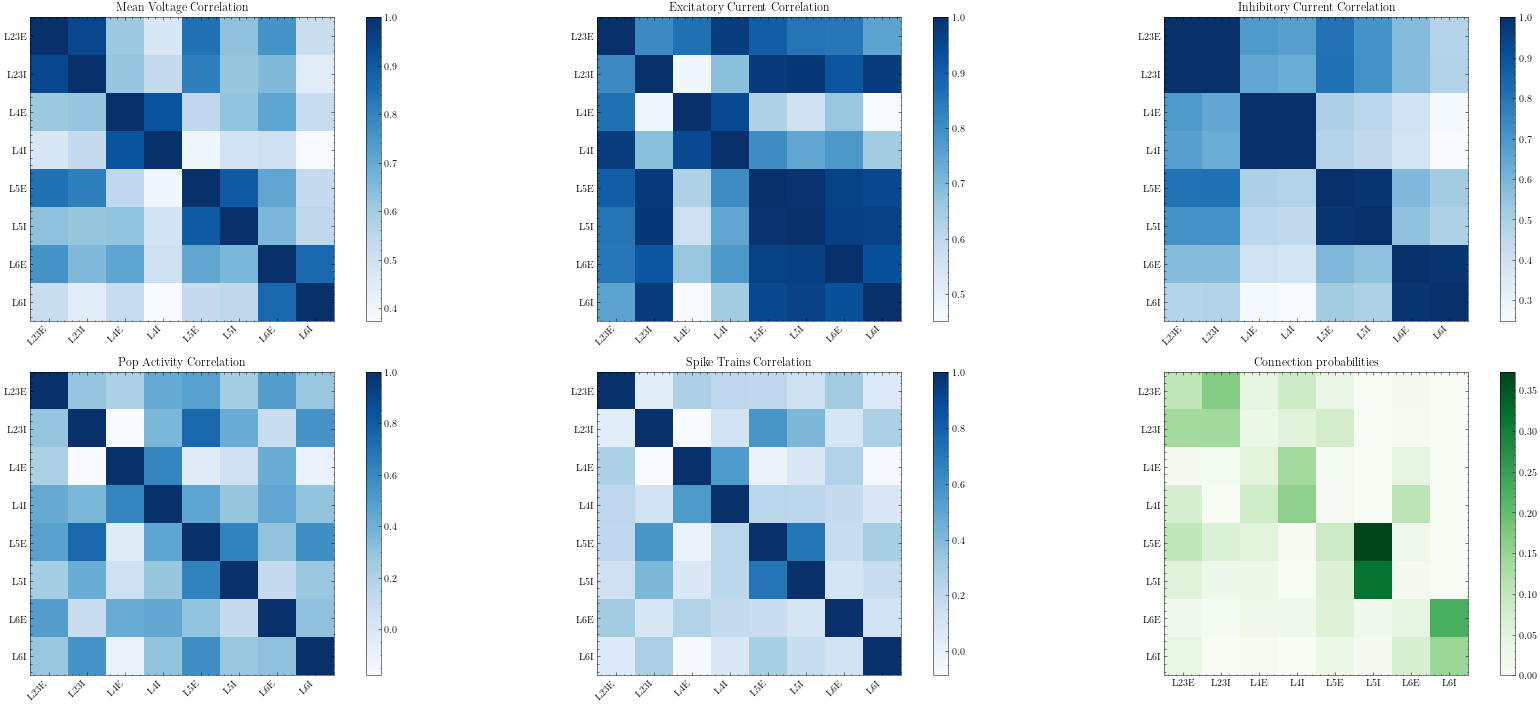 Mean Voltage Correlation
L23E
L23I
L4E
L4I
L5E
L5I
L6E
L6I
L23E L23I L4E L4I L5E L5I L6E L6I
1.0
0.9
0.8
0.7
0.6
0.5
0.4
Excitatory Current Correlation
L23E
L23I
L4E
L4I
L5E
L5I
L6E
L6I
L23E L23I L4E L4I L5E L5I L6E L6I
1.0
0.9
0.8
0.7
0.6
0.5
Inhibitory Current Correlation
L23E
L23I
L4E
L4I
L5E
L5I
L6E
L6I
L23E L23I L4E L4I L5E L5I L6E L6I
1.0
0.9
0.8
0.7
0.6
0.5
0.4
0.3
Pop Activity Correlation
L23E
L23I
L4E
L4I
L5E
L5I
L6E
L6I
L23E L23I L4E L4I L5E L5I L6E L6I
1.0
0.8
0.6
0.4
0.2
0.0
Spike Trains Correlation
L23E
L23I
L4E
L4I
L5E
L5I
L6E
L6I
L23E L23I L4E L4I L5E L5I L6E L6I
1.0
0.8
0.6
0.4
0.2
0.0
Connection probabilities
L23E
L23I
L4E
L4I
L5E
L5I
L6E
L6I
L23E L23I L4E L4I L5E L5I L6E L6I
0.35
0.30
0.25
0.20
0.15
0.10
0.05
0.00